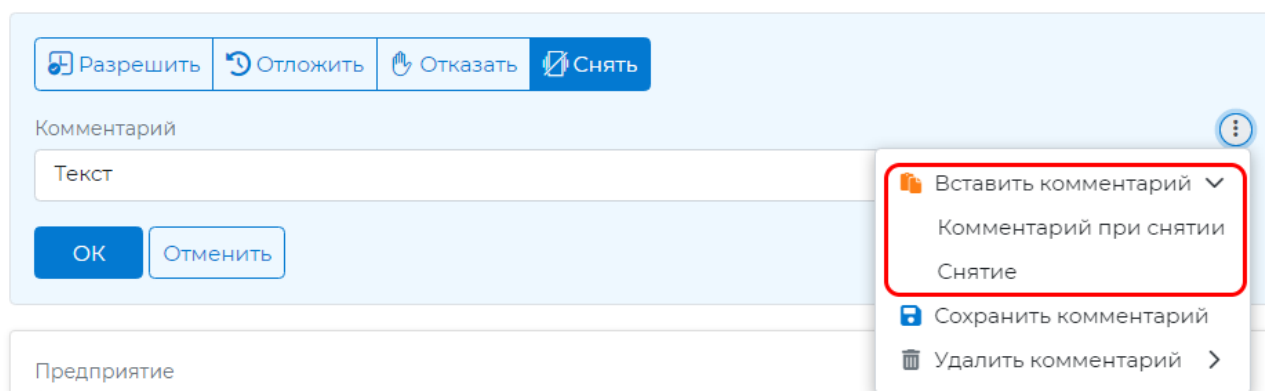 Разрешить Отложить Отказать Снять
Комментарий
Текст
Вставить комментарий
Комментарий при снятии
ОК Отменить
Снятие
Сохранить комментарий
Удалить комментарий
Предприятие